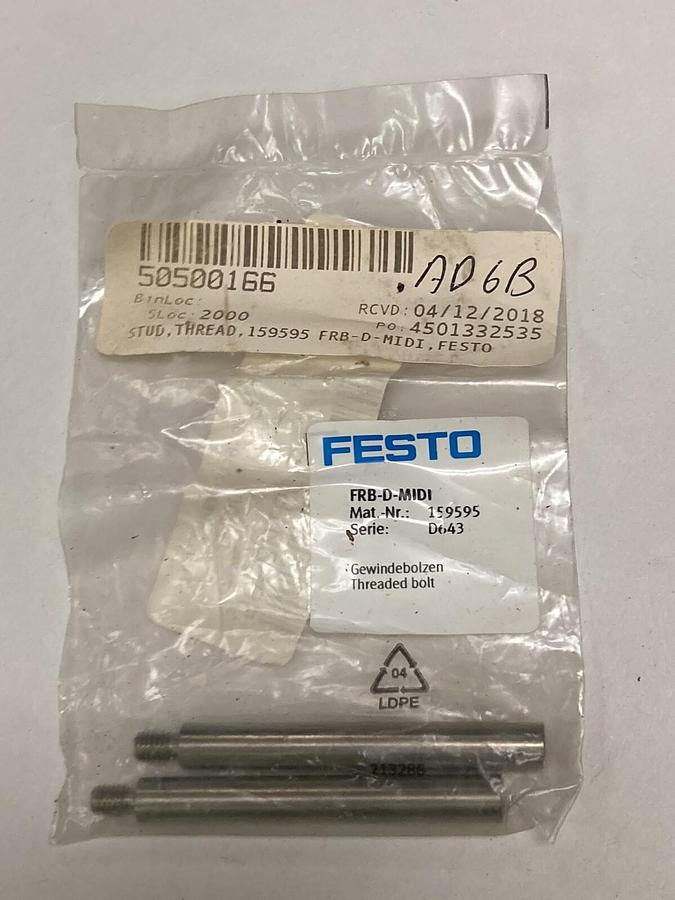 50500166
.AD6B
BinLoc:
SLoc: 2000
RCVD: 04/12/2018
PO: 4501332535
STUD,THREAD,159595 FRB-D-MIDI,FESTO
FESTO
FRB-D-MIDI
Mat.-Nr.: 159595
Serie: D643
Gewindebolzen
Threaded bolt
04
LDPE
213286